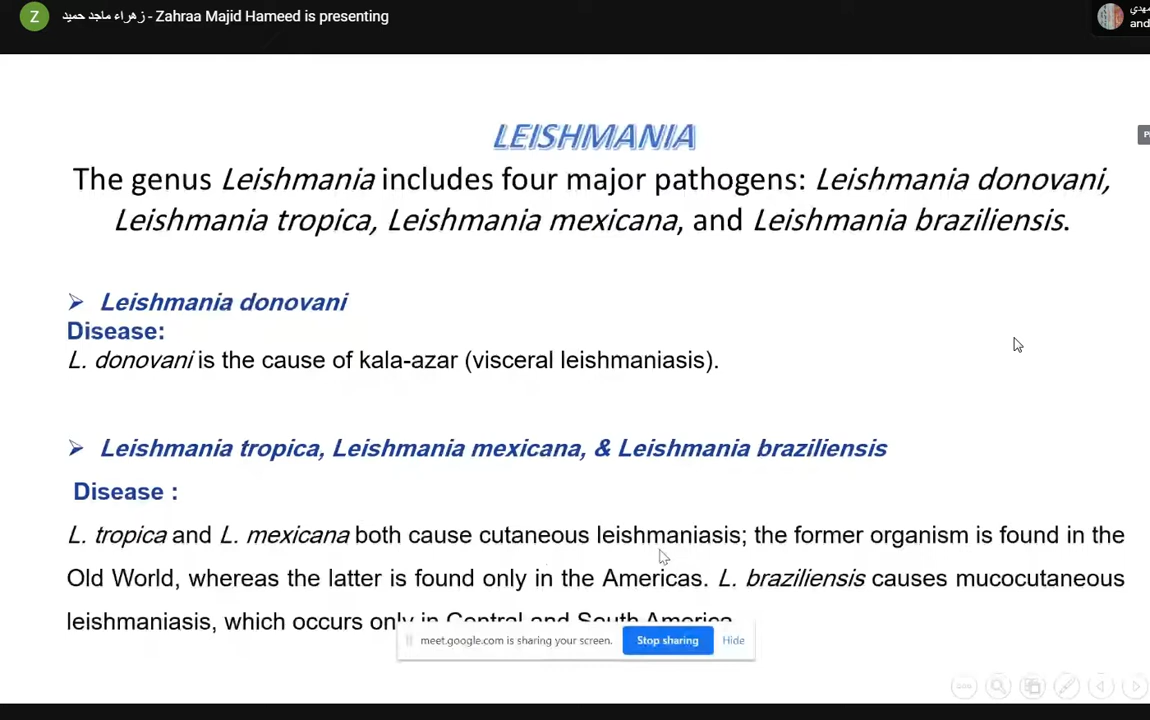 Z زهراء ماجد حميد - Zahraa Majid Hameed is presenting
مهدي
and
LEISHMANIA
The genus Leishmania includes four major pathogens: Leishmania donovani,
Leishmania tropica, Leishmania mexicana, and Leishmania braziliensis.
➢ Leishmania donovani
Disease:
L. donovani is the cause of kala-azar (visceral leishmaniasis).
➢ Leishmania tropica, Leishmania mexicana, & Leishmania braziliensis
Disease :
L. tropica and L. mexicana both cause cutaneous leishmaniasis; the former organism is found in the
Old World, whereas the latter is found only in the Americas. L. braziliensis causes mucocutaneous
leishmaniasis, which occurs only in Central and South America.
meet.google.com is sharing your screen. Stop sharing Hide